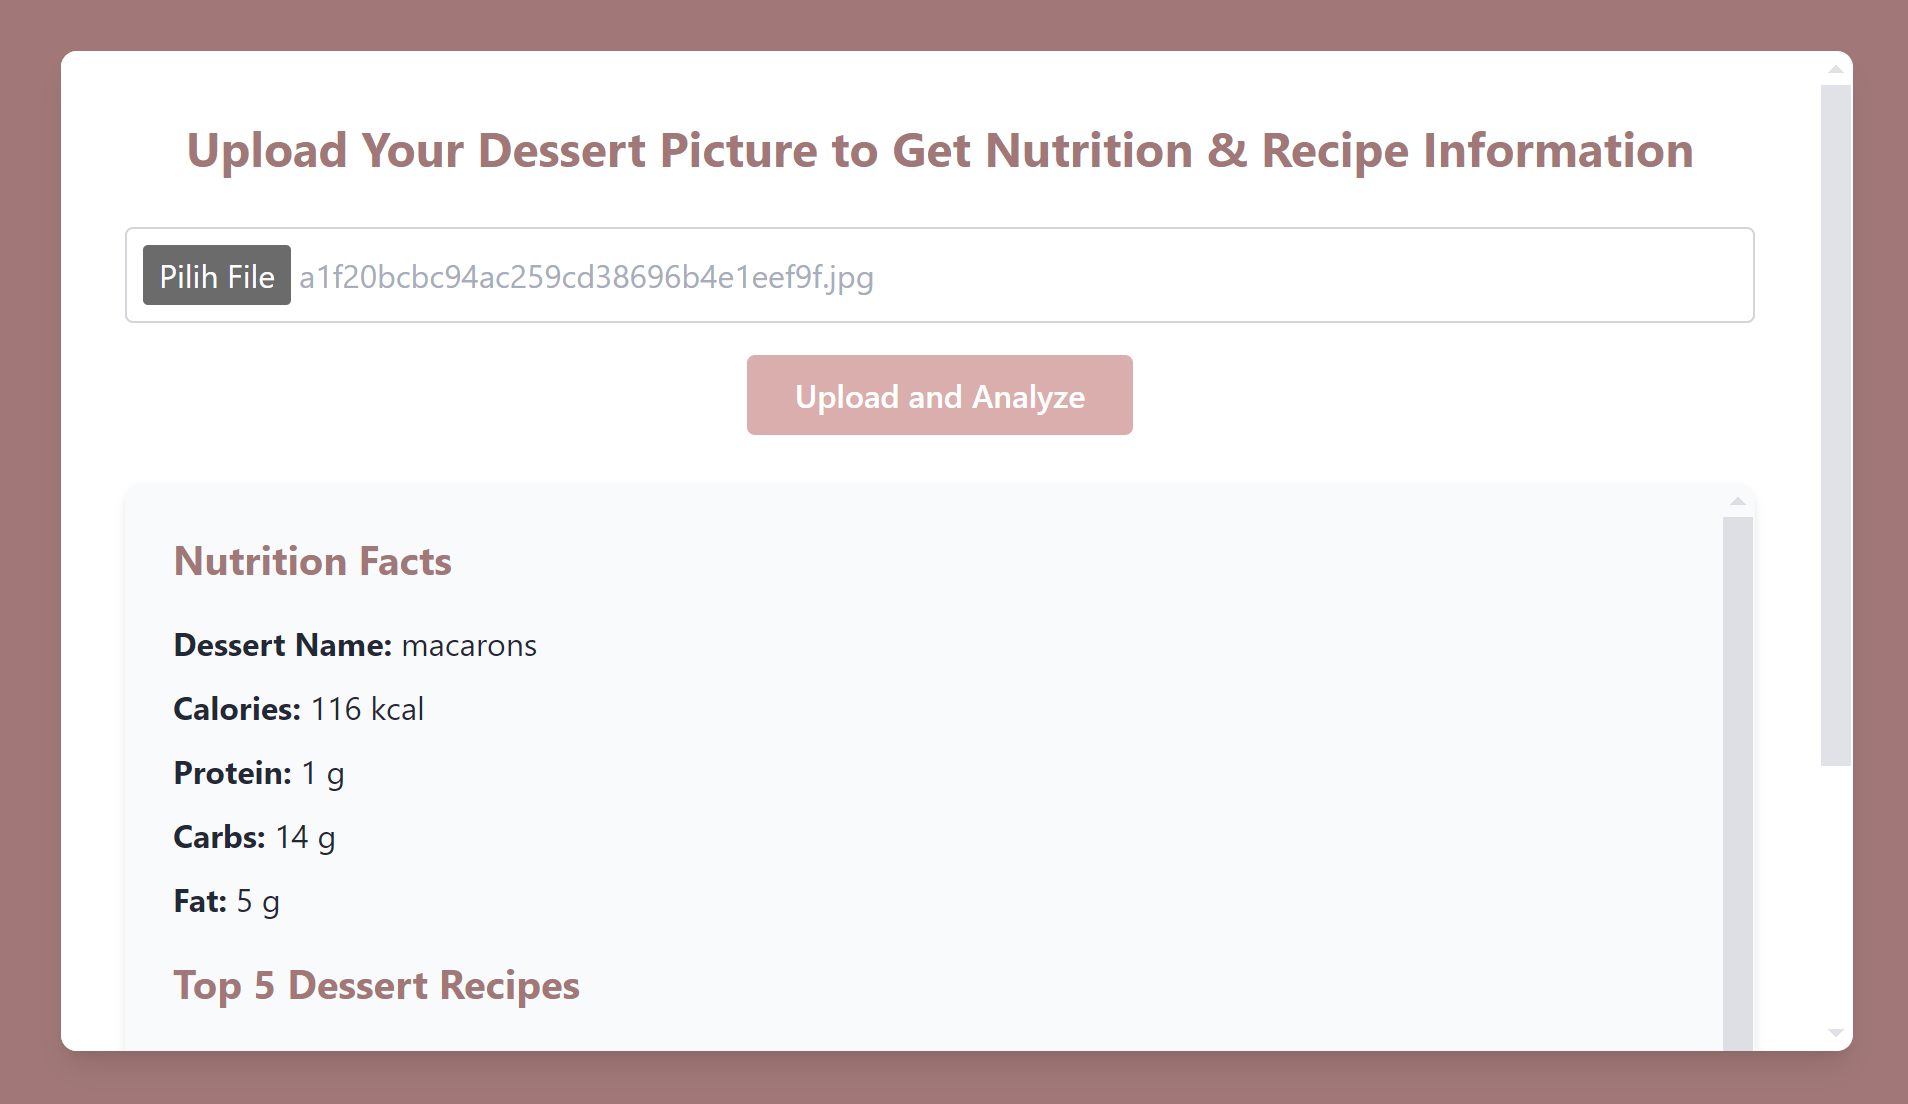 Upload Your Dessert Picture to Get Nutrition & Recipe Information
Pilih File a1f20bcbc94ac259cd38696b4e1eef9f.jpg
Upload and Analyze
Nutrition Facts
Dessert Name: macarons
Calories: 116 kcal
Protein: 1 g
Carbs: 14 g
Fat: 5 g
Top 5 Dessert Recipes